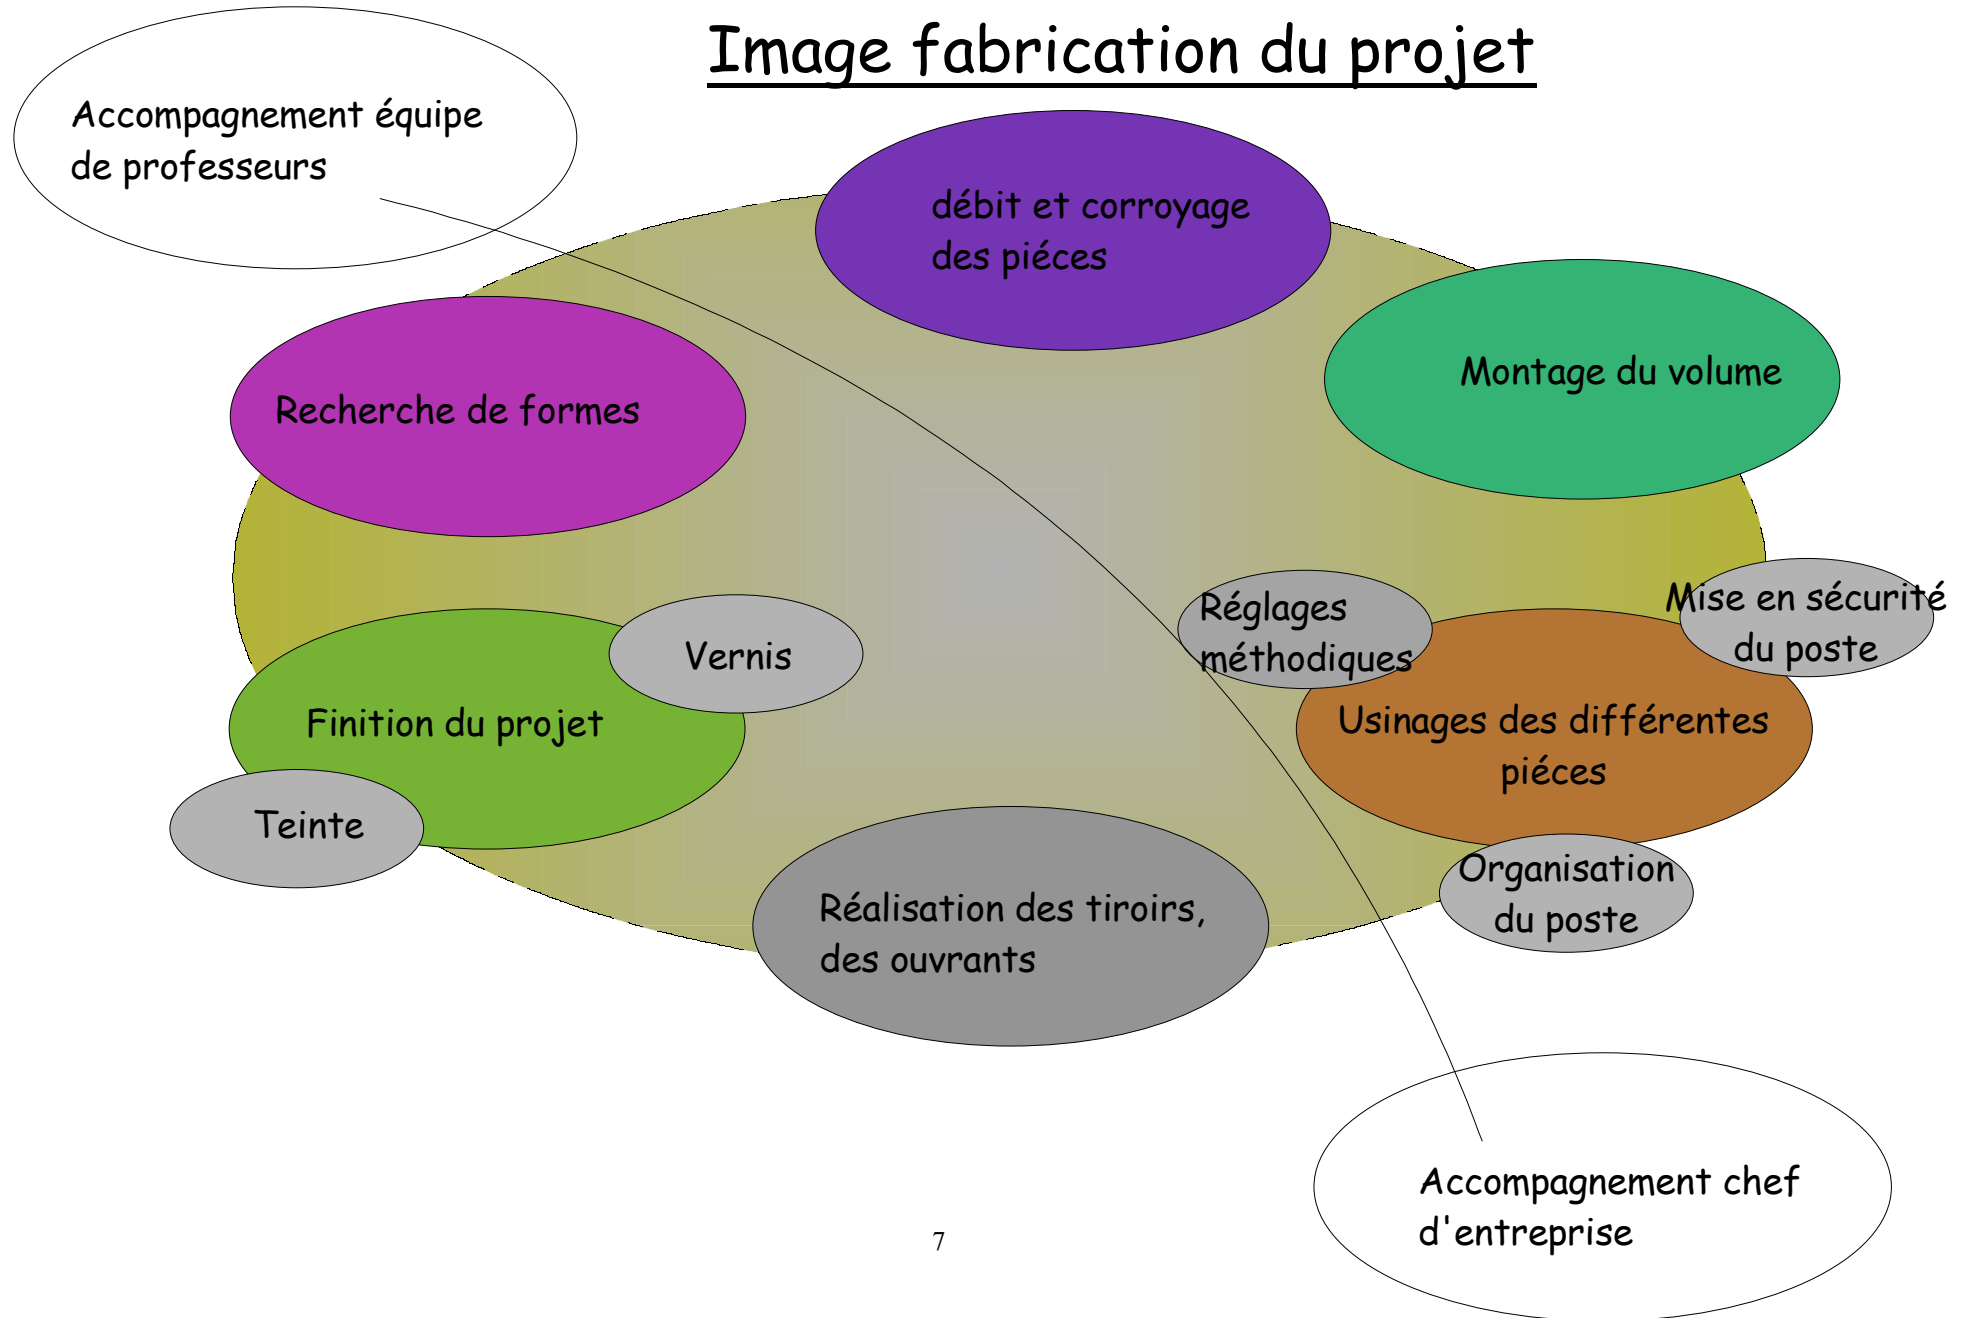 Image fabrication du projet
Accompagnement équipe
de professeurs
débit et corroyage
des piéces
Montage du volume
Recherche de formes
Mise en sécurité
du poste
Réglages
méthodiques
Vernis
Usinages des différentes
piéces
Finition du projet
Teinte
Organisation
du poste
Réalisation des tiroirs,
des ouvrants
Accompagnement chef
d'entreprise
7